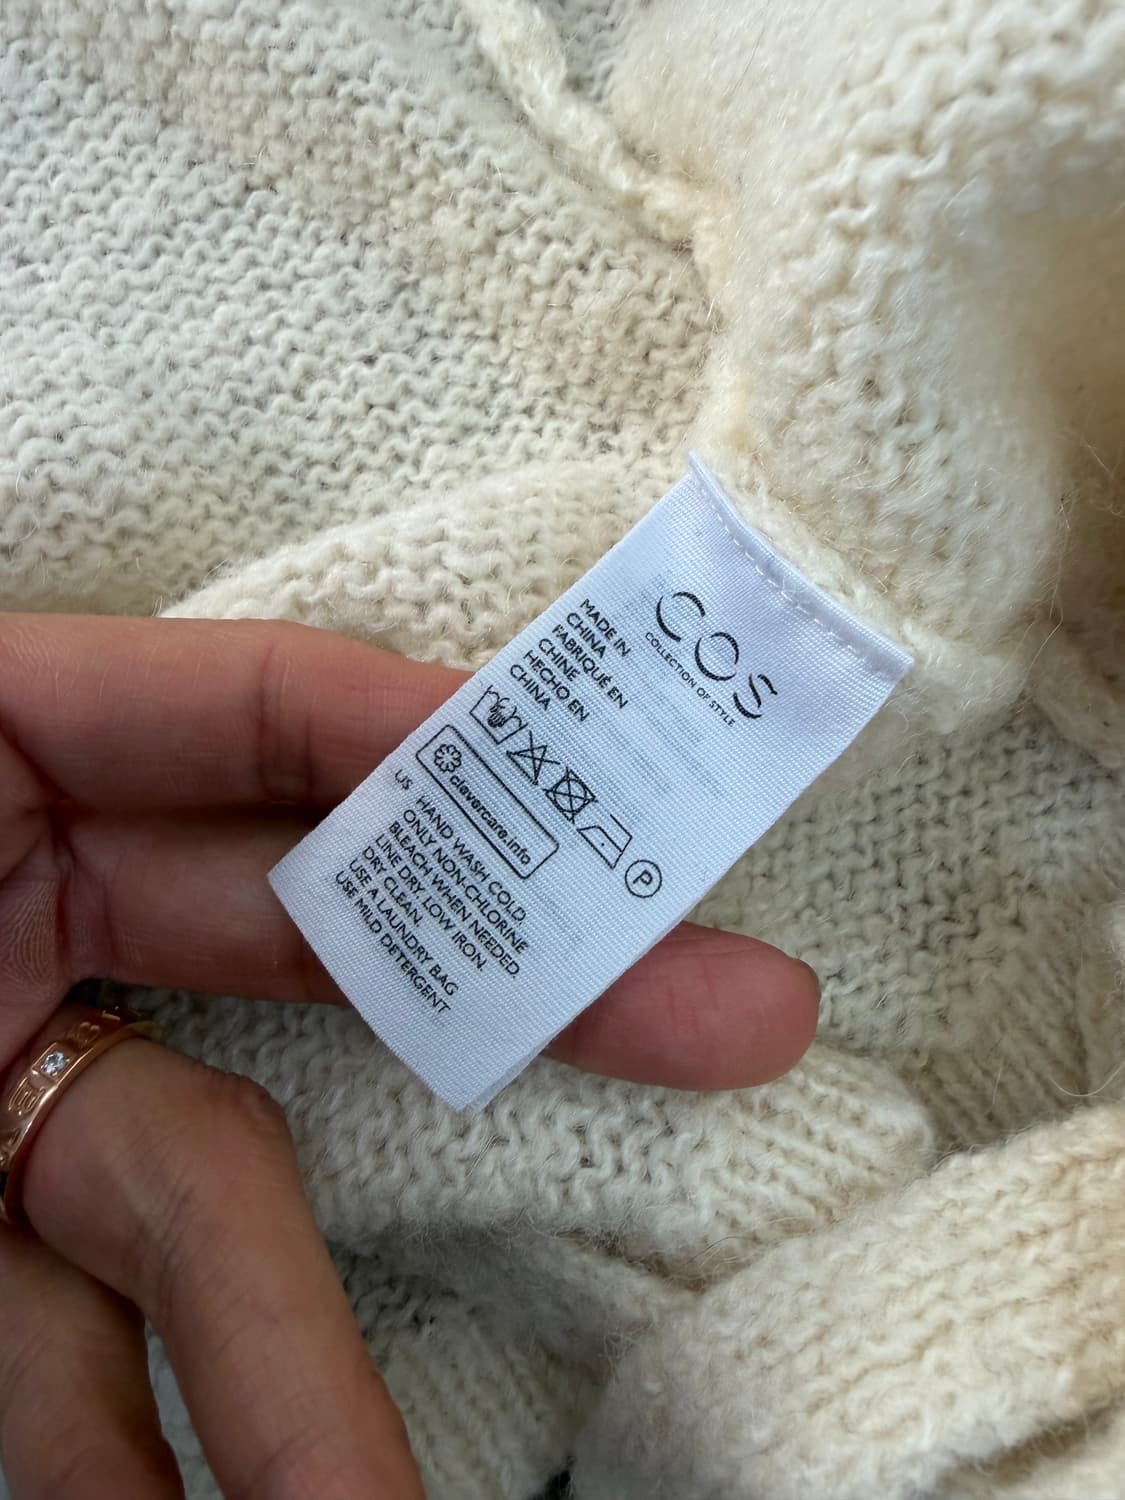 COS
COLLECTION OF STYLE
MADE IN
CHINA
FABRIQUÉ EN
CHINE
HECHO EN
CHINA
P
clevercare.info
US HAND WASH COLD,
ONLY NON-CHLORINE
BLEACH WHEN NEEDED
LINE DRY. LOW IRON.
DRY CLEAN.
USE A LAUNDRY BAG
USE MILD DETERGENT